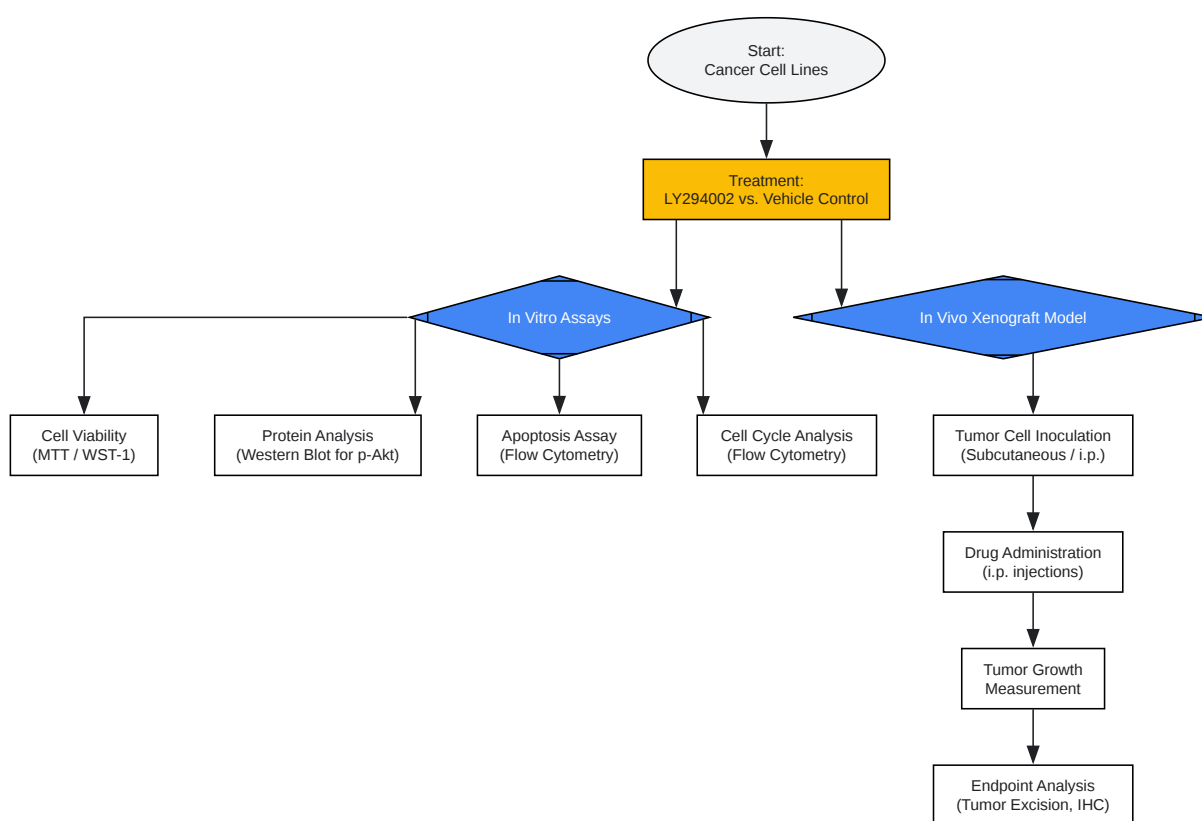 Start:
Cancer Cell Lines
Treatment:
LY294002 vs. Vehicle Control
In Vitro Assays
In Vivo Xenograft Model
Cell Viability
(MTT / WST-1)
Protein Analysis
(Western Blot for p-Akt)
Apoptosis Assay
(Flow Cytometry)
Cell Cycle Analysis
(Flow Cytometry)
Tumor Cell Inoculation
(Subcutaneous / i.p.)
Drug Administration
(i.p. injections)
Tumor Growth
Measurement
Endpoint Analysis
(Tumor Excision, IHC)